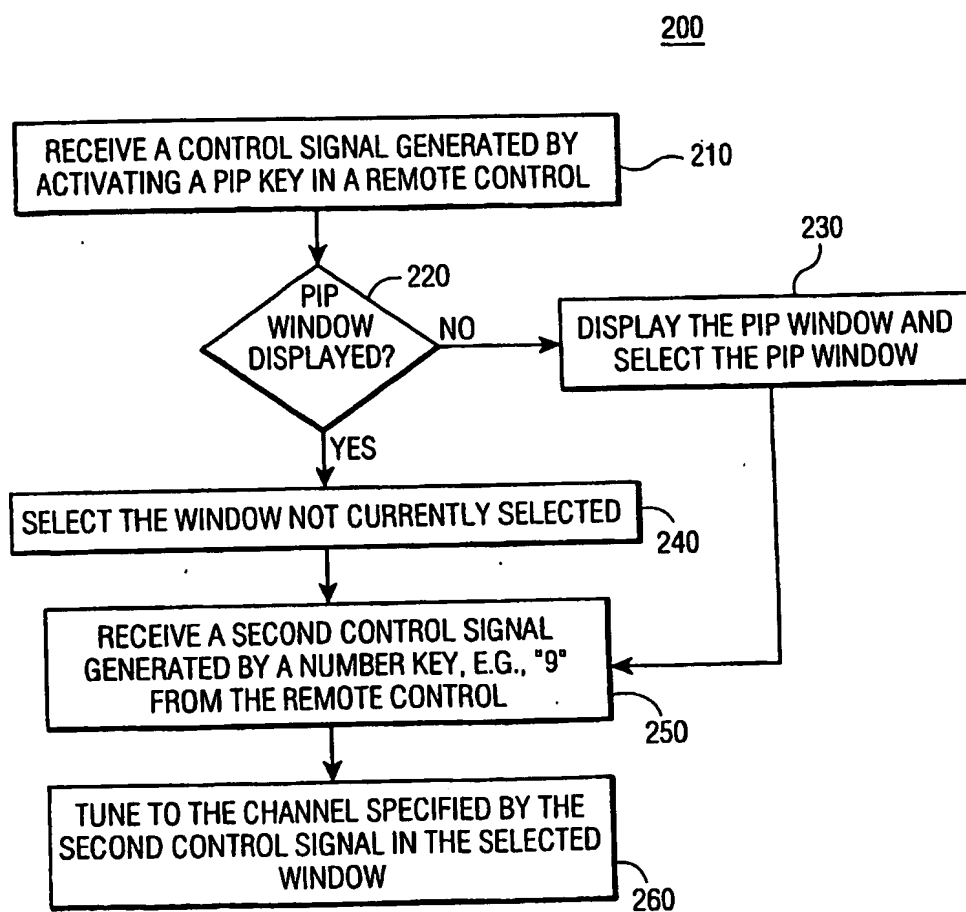 200
RECEIVE A CONTROL SIGNAL GENERATED BY
ACTIVATING A PIP KEY IN A REMOTE CONTROL
210
PIP
WINDOW
DISPLAYED?
220
NO
230
DISPLAY THE PIP WINDOW AND
SELECT THE PIP WINDOW
YES
SELECT THE WINDOW NOT CURRENTLY SELECTED
240
RECEIVE A SECOND CONTROL SIGNAL
GENERATED BY A NUMBER KEY, E.G., "9"
FROM THE REMOTE CONTROL
250
TUNE TO THE CHANNEL SPECIFIED BY THE
SECOND CONTROL SIGNAL IN THE SELECTED
WINDOW
260